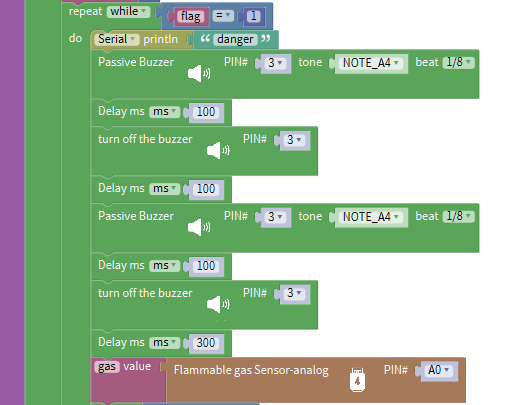 repeat while flag = 1
do Serial println “ danger ”
Passive Buzzer PIN# 3 tone NOTE_A4 beat 1/8
Delay ms ms 100
turn off the buzzer PIN# 3
Delay ms ms 100
Passive Buzzer PIN# 3 tone NOTE_A4 beat 1/8
Delay ms ms 100
turn off the buzzer PIN# 3
Delay ms ms 300
gas value Flammable gas Sensor-analog PIN# A0